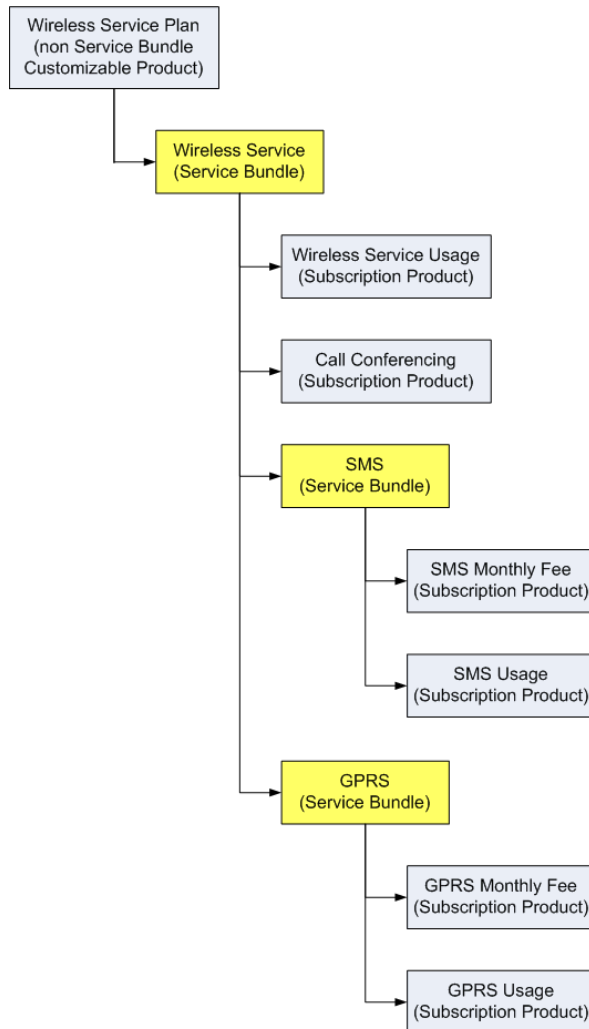 Wireless Service Plan
(non Service Bundle
Customizable Product)
Wireless Service
(Service Bundle)
Wireless Service Usage
(Subscription Product)
Call Conferencing
(Subscription Product)
SMS
(Service Bundle)
SMS Monthly Fee
(Subscription Product)
SMS Usage
(Subscription Product)
GPRS
(Service Bundle)
GPRS Monthly Fee
(Subscription Product)
GPRS Usage
(Subscription Product)